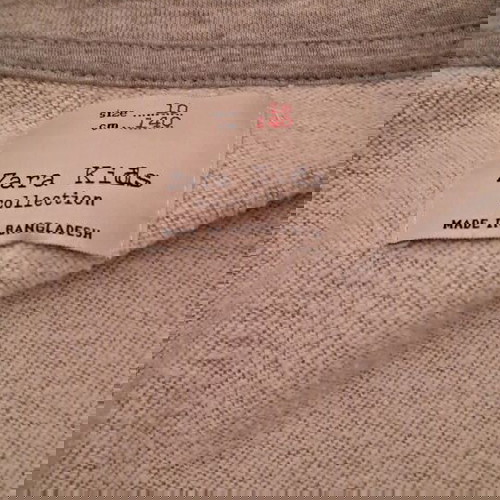 size ......10
cm ....140
Zara Kids
collection
MADE IN BANGLADESH